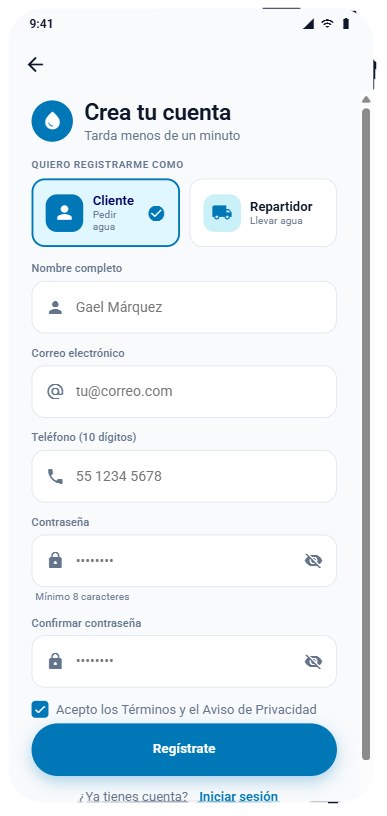 9:41
Crea tu cuenta
Tarda menos de un minuto
QUIERO REGISTRARME COMO
Cliente
Pedir
agua
Repartidor
Llevar agua
Nombre completo
Gael Márquez
Correo electrónico
tu@correo.com
Teléfono (10 dígitos)
55 1234 5678
Contraseña
••••••••
Mínimo 8 caracteres
Confirmar contraseña
••••••••
Acepto los Términos y el Aviso de Privacidad
Regístrate
¿Ya tienes cuenta? Iniciar sesión